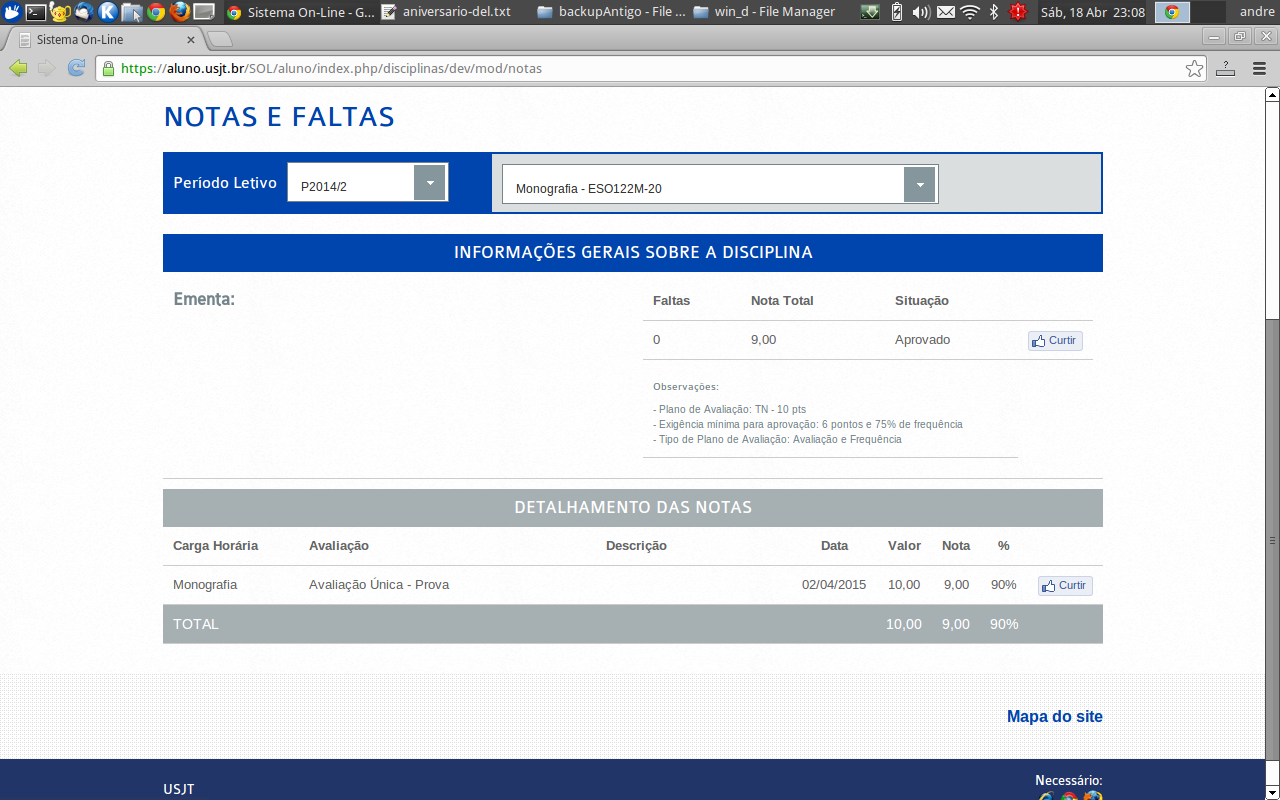 Sistema On-Line - G... aniversario-del.txt backupAntigo - File ... win_d - File Manager Sáb, 18 Abr 23:08 andre
Sistema On-Line
https://aluno.usjt.br/SOL/aluno/index.php/disciplinas/dev/mod/notas
NOTAS E FALTAS
Período Letivo P2014/2 Monografia - ESO122M-20
INFORMAÇÕES GERAIS SOBRE A DISCIPLINA
Ementa:
Faltas Nota Total Situação
0 9,00 Aprovado Curtir
Observações:
- Plano de Avaliação: TN - 10 pts
- Exigência mínima para aprovação: 6 pontos e 75% de frequência
- Tipo de Plano de Avaliação: Avaliação e Frequência
DETALHAMENTO DAS NOTAS
Carga Horária Avaliação Descrição Data Valor Nota %
Monografia Avaliação Única - Prova 02/04/2015 10,00 9,00 90% Curtir
TOTAL 10,00 9,00 90%
Mapa do site
USJT Necessário: